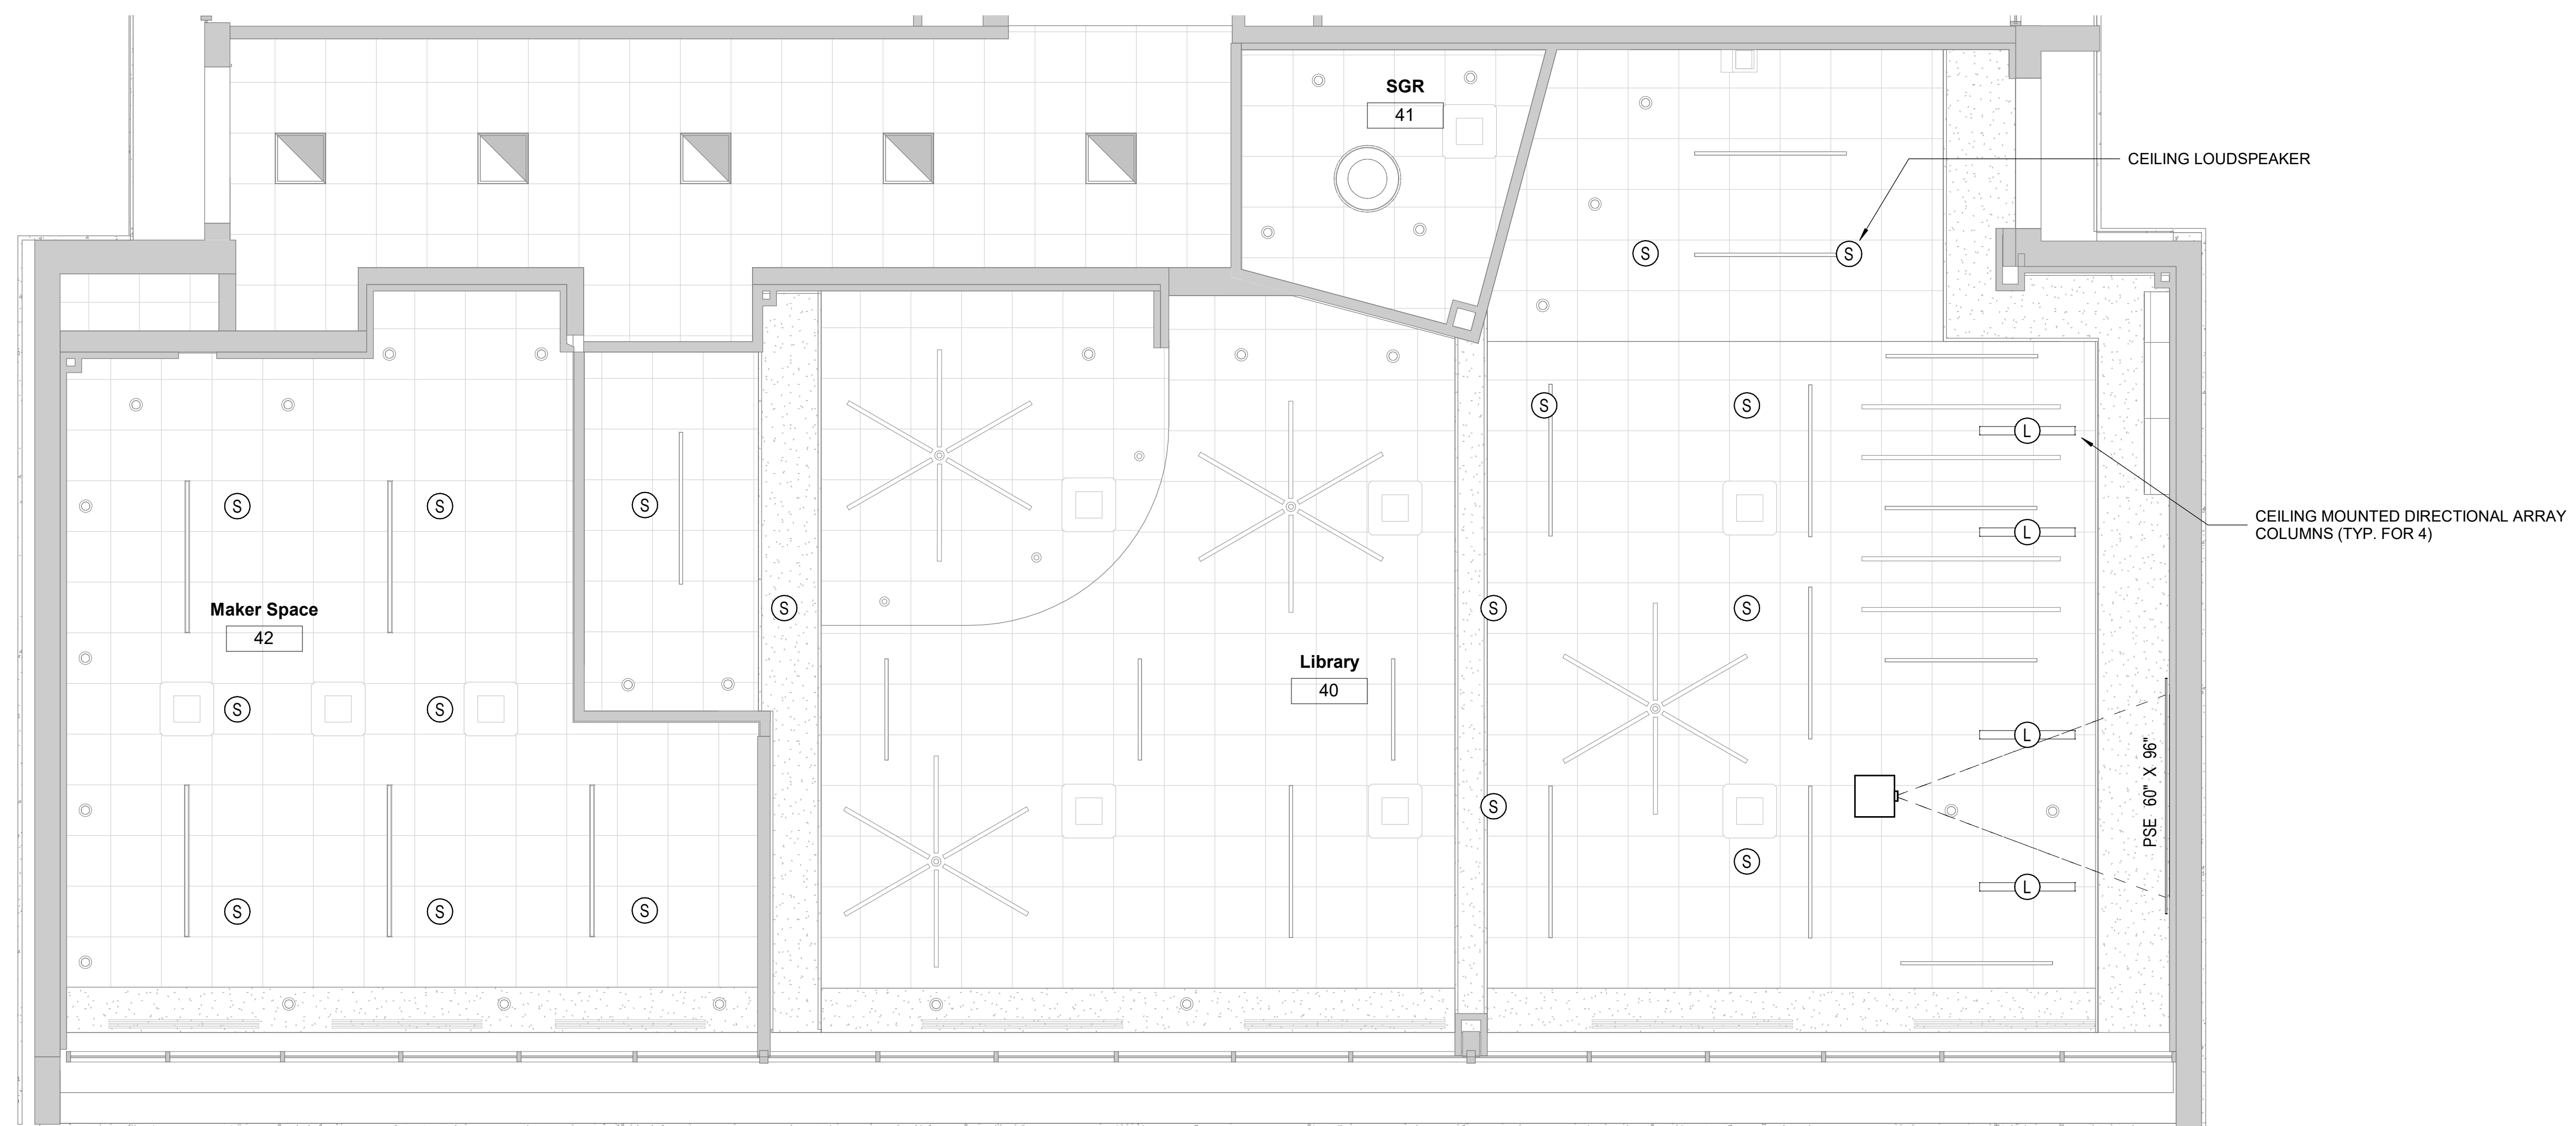 SGR
41
CEILING LOUDSPEAKER
S
S
S
S
L
CEILING MOUNTED DIRECTIONAL ARRAY
COLUMNS (TYP. FOR 4)
S
S
S
L
Maker Space
42
S
S
S
Library
40
S
S
L
PSE 60" X 96"
S
S
L
S
S
S